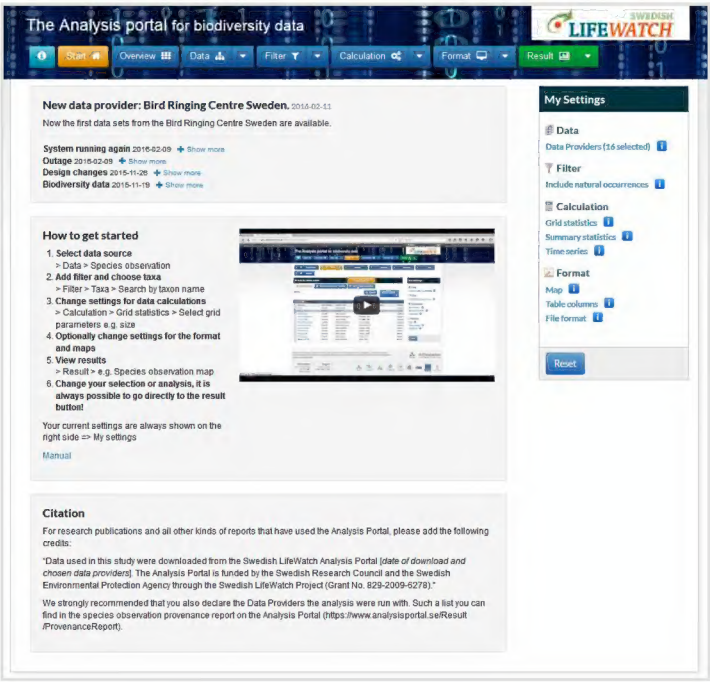 The Analysis portal for biodiversity data
SWEDISH
LIFEWATCH
Start
Overview
Data
Filter
Calculation
Format
Result
New data provider: Bird Ringing Centre Sweden. 2016-02-11
Now the first data sets from the Bird Ringing Centre Sweden are available.
System running again 2016-02-09 Show more
Outage 2016-02-09 Show more
Design changes 2015-11-26 Show more
Biodiversity data 2015-11-19 Show more
How to get started
1. Select data source
> Data > Species observation
2. Add filter and choose taxa
> Filter > Taxa > Search by taxon name
3. Change settings for data calculations
> Calculation > Grid statistics > Select grid
parameters e.g. size
4. Optionally change settings for the format
and maps
5. View results
> Result > e.g. Species observation map
6. Change your selection or analysis, it is
always possible to go directly to the result
button!
Your current settings are always shown on the
right side => My settings
Manual
Citation
For research publications and all other kinds of reports that have used the Analysis Portal, please add the following
credits:
"Data used in this study were downloaded from the Swedish LifeWatch Analysis Portal [date of download and
chosen data providers]. The Analysis Portal is funded by the Swedish Research Council and the Swedish
Environmental Protection Agency through the Swedish LifeWatch Project (Grant No. 829-2009-6278)."
We strongly recommended that you also declare the Data Providers the analysis were run with. Such a list you can
find in the species observation provenance report on the Analysis Portal (https://www.analysisportal.se/Result
/ProvenanceReport).
My Settings
Data
Data Providers (16 selected) i
Filter
Include natural occurrences i
Calculation
Grid statistics i
Summary statistics i
Time series i
Format
Map i
Table columns i
File format i
Reset